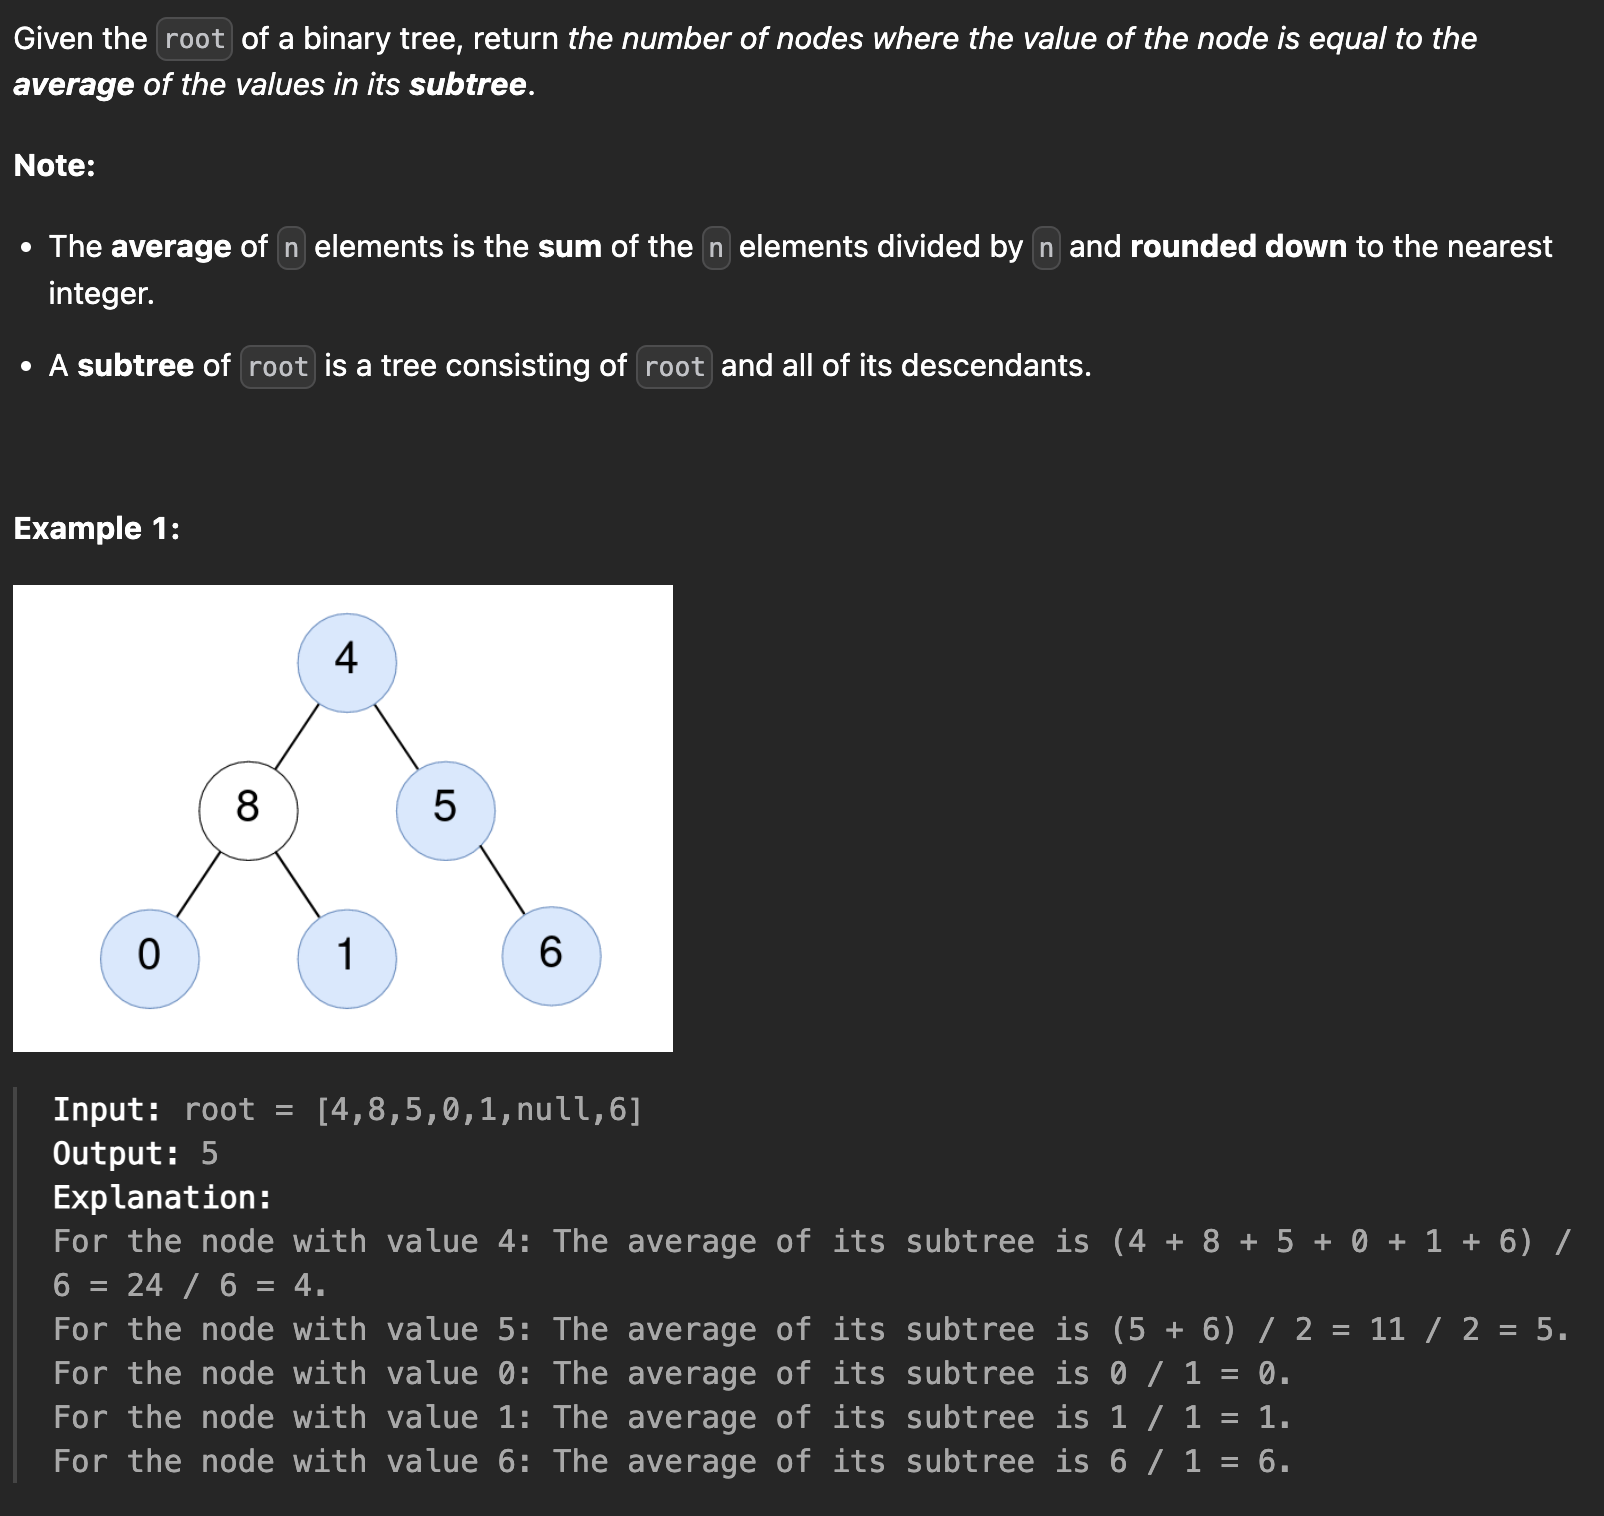 Given the root of a binary tree, return the number of nodes where the value of the node is equal to the
average of the values in its subtree.
Note:
• The average of n elements is the sum of the n elements divided by n and rounded down to the nearest
integer.
• A subtree of root is a tree consisting of root and all of its descendants.
Example 1:
4
8 5
0 1 6
Input: root = [4,8,5,0,1,null,6]
Output: 5
Explanation:
For the node with value 4: The average of its subtree is (4 + 8 + 5 + 0 + 1 + 6) /
6 = 24 / 6 = 4.
For the node with value 5: The average of its subtree is (5 + 6) / 2 = 11 / 2 = 5.
For the node with value 0: The average of its subtree is 0 / 1 = 0.
For the node with value 1: The average of its subtree is 1 / 1 = 1.
For the node with value 6: The average of its subtree is 6 / 1 = 6.